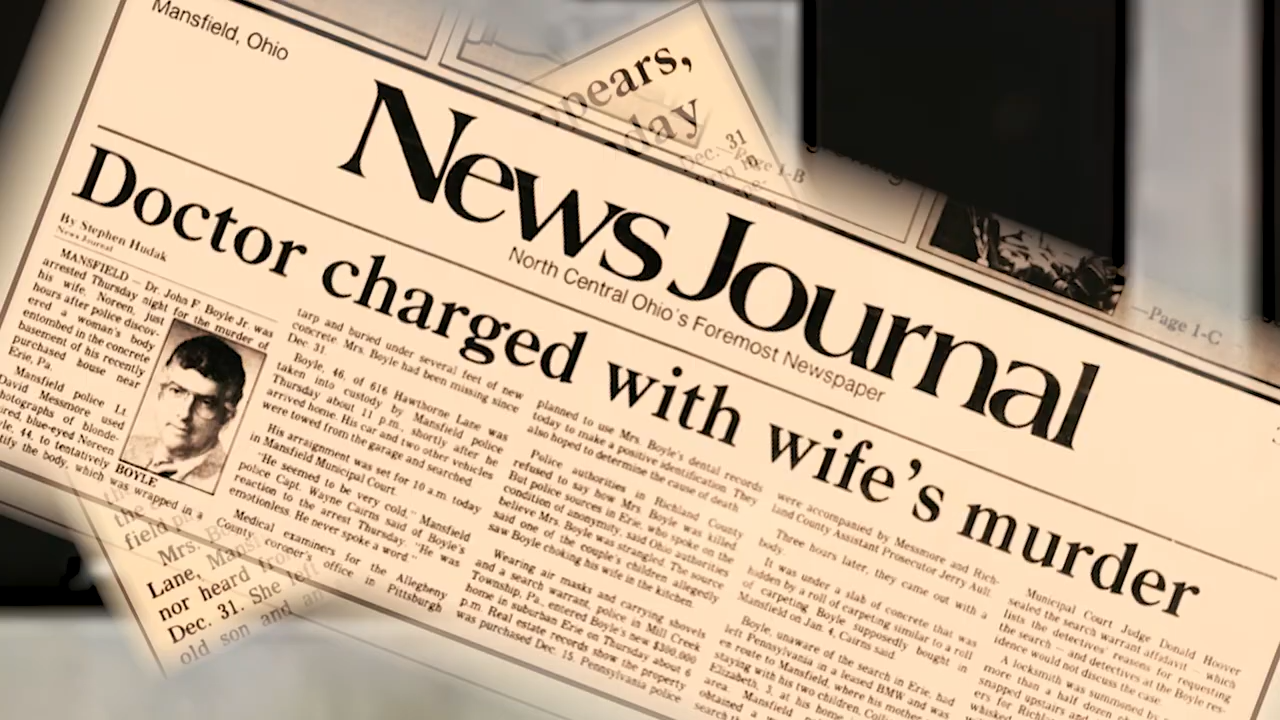 Mansfield, Ohio
pears,
day
Dec. 31
Page 1-B
Page 1-C
News Journal
North Central Ohio's Foremost Newspaper
Doctor charged with wife's murder
By Stephen Hudak
News Journal
MANSFIELD — Dr. John F. Boyle Jr. was
arrested Thursday night for the murder of
his wife, Noreen, just
hours after police discov-
ered a woman's body
entombed in the concrete
basement of his recently
purchased house near
Erie, Pa.
Mansfield police Lt.
David Messmore used
hotographs of blonde-
ired, blue-eyed Noreen
yle, 44, to tentatively
tify the body, which
was wrapped in a
BOYLE
tarp and buried under several feet of new
concrete. Mrs. Boyle had been missing since
Dec. 31.
Boyle, 46, of 616 Hawthorne Lane was
taken into custody by Mansfield police
Thursday about 11 p.m., shortly after he
arrived home. His car and two other vehicles
were towed from the garage and searched.
His arraignment was set for 10 a.m. today
in Mansfield Municipal Court.
"He seemed to be very cold," Mansfield
police Capt. Wayne Cairns said of Boyle's
reaction to the arrest Thursday. "He was
emotionless. He never spoke a word."
Medical examiners for the Allegheny
County coroner's office in Pittsburgh
planned to use Mrs. Boyle's dental records
today to make a positive identification. They
also hoped to determine the cause of death.
Police authorities in Richland County
refused to say how Mrs. Boyle was killed.
But police sources in Erie, who spoke on the
condition of anonymity, said Ohio authorities
believe Mrs. Boyle was strangled. The source
said one of the couple's children allegedly
saw Boyle choking his wife in the kitchen.
Wearing air masks and carrying shovels
and a search warrant, police in Mill Creek
Township, Pa., entered Boyle's new $300,000
home in suburban Erie on Thursday about 6
p.m. Real estate records show the property
was purchased Dec. 15. Pennsylvania police
were accompanied by Messmore and Rich-
land County Assistant Prosecutor Jerry Ault.
Three hours later, they came out with a
body.
It was under a slab of concrete that was
hidden by a roll of carpeting similar to a roll
of carpeting Boyle supposedly bought in
Mansfield on Jan. 4, Cairns said.
Boyle, unaware of the search in Erie, had
left Pennsylvania in a leased BMW and was
en route to Mansfield, where his mother
staying with his two children, Coll
Elizabeth, 3, at his home
area. Mansfield
obtained a
search
Municipal Court Judge Donald Hoover
sealed the search warrant affidavit — which
lists the detectives' reasons for requesting
the search — and detectives at the Boyle res-
idence would not discuss the case.
A locksmith was summoned
more than a half dozen
snapped upstairs and
ers for Richl
whisked
the
field
Mrs. B
Lane, Mans
nor heard from
Dec. 31. She left
old son and an